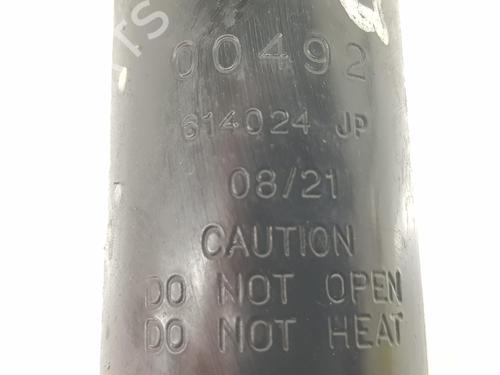 00492
614024 JP
08/21
CAUTION
DO NOT OPEN
DO NOT HEAT